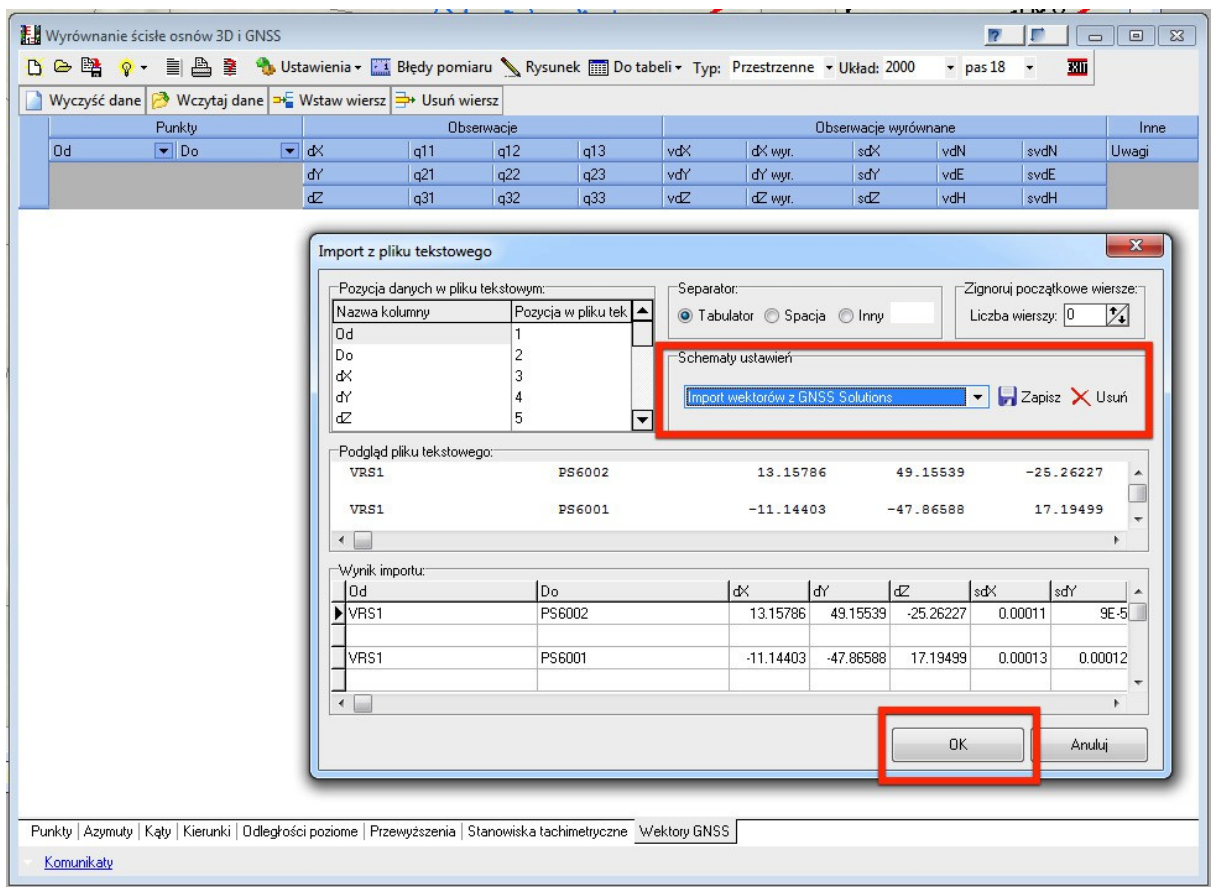 Wyrównanie ścisłe osnów 3D i GNSS
Ustawienia Błędy pomiaru Rysunek Do tabeli Typ: Przestrzenne Układ: 2000 pas 18 EXIT
Wyczyść dane Wczytaj dane Wstaw wiersz Usuń wiersz
Punkty Obserwacje Obserwacje wyrównane Inne
Od Do dX q11 q12 q13 vdX dX wyr. sdX vdN svdN Uwagi
dY q21 q22 q23 vdY dY wyr. sdY vdE svdE
dZ q31 q32 q33 vdZ dZ wyr. sdZ vdH svdH
Import z pliku tekstowego
Pozycja danych w pliku tekstowym:
Nazwa kolumny Pozycja w pliku tek
Od 1
Do 2
dX 3
dY 4
dZ 5
Separator:
Tabulator Spacja Inny
Zignoruj początkowe wiersze:
Liczba wierszy: 0
Schematy ustawień
Import wektorów z GNSS Solutions Zapisz Usuń
Podgląd pliku tekstowego:
VRS1 PS6002 13.15786 49.15539 -25.26227
VRS1 PS6001 -11.14403 -47.86588 17.19499
Wynik importu:
Od Do dX dY dZ sdX sdY
VRS1 PS6002 13.15786 49.15539 -25.26227 0.00011 9E-5
VRS1 PS6001 -11.14403 -47.86588 17.19499 0.00013 0.00012
OK Anuluj
Punkty Azymuty Kąty Kierunki Odległości poziome Przewyższenia Stanowiska tachimetryczne Wektory GNSS
Komunikaty